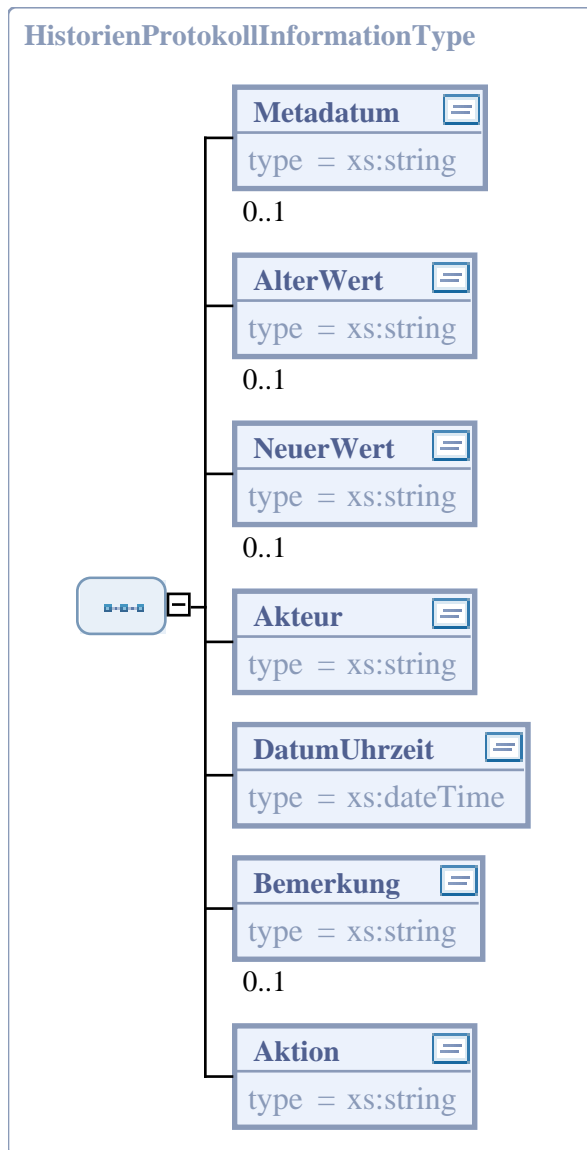 HistorienProtokollInformationType
Metadatum
type = xs:string
0..1
AlterWert
type = xs:string
0..1
NeuerWert
type = xs:string
0..1
Akteur
type = xs:string
DatumUhrzeit
type = xs:dateTime
Bemerkung
type = xs:string
0..1
Aktion
type = xs:string